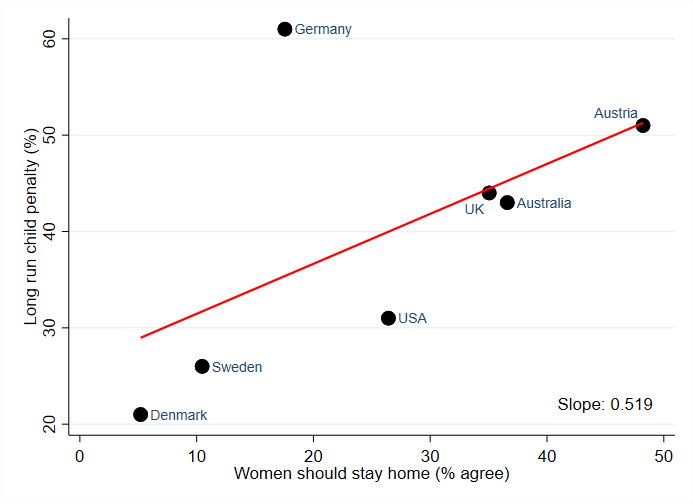 60
50
40
30
20
Long run child penalty (%)
Germany
Austria
UK
Australia
USA
Sweden
Denmark
Slope: 0.519
0 10 20 30 40 50
Women should stay home (% agree)